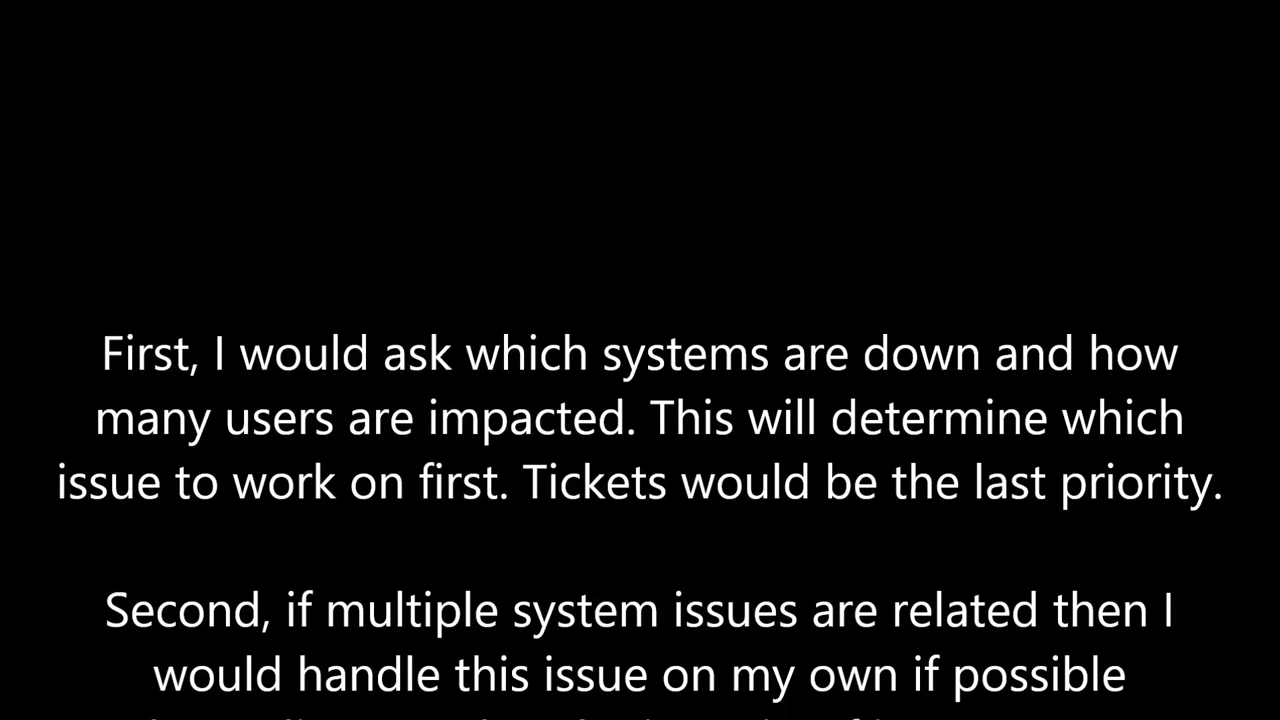 First, I would ask which systems are down and how
many users are impacted. This will determine which
issue to work on first. Tickets would be the last priority.
Second, if multiple system issues are related then I
would handle this issue on my own if possible